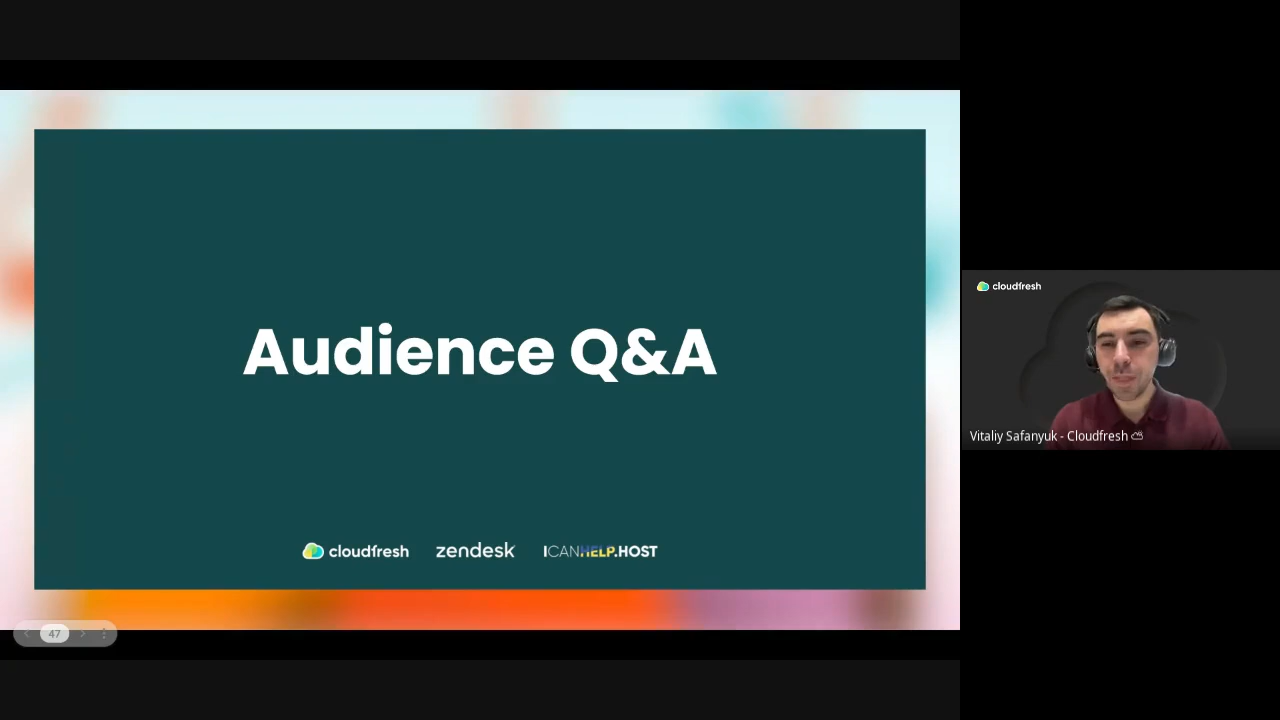 Audience Q&A
cloudfresh zendesk ICANHELP.HOST
47
cloudfresh
Vitaliy Safanyuk - Cloudfresh